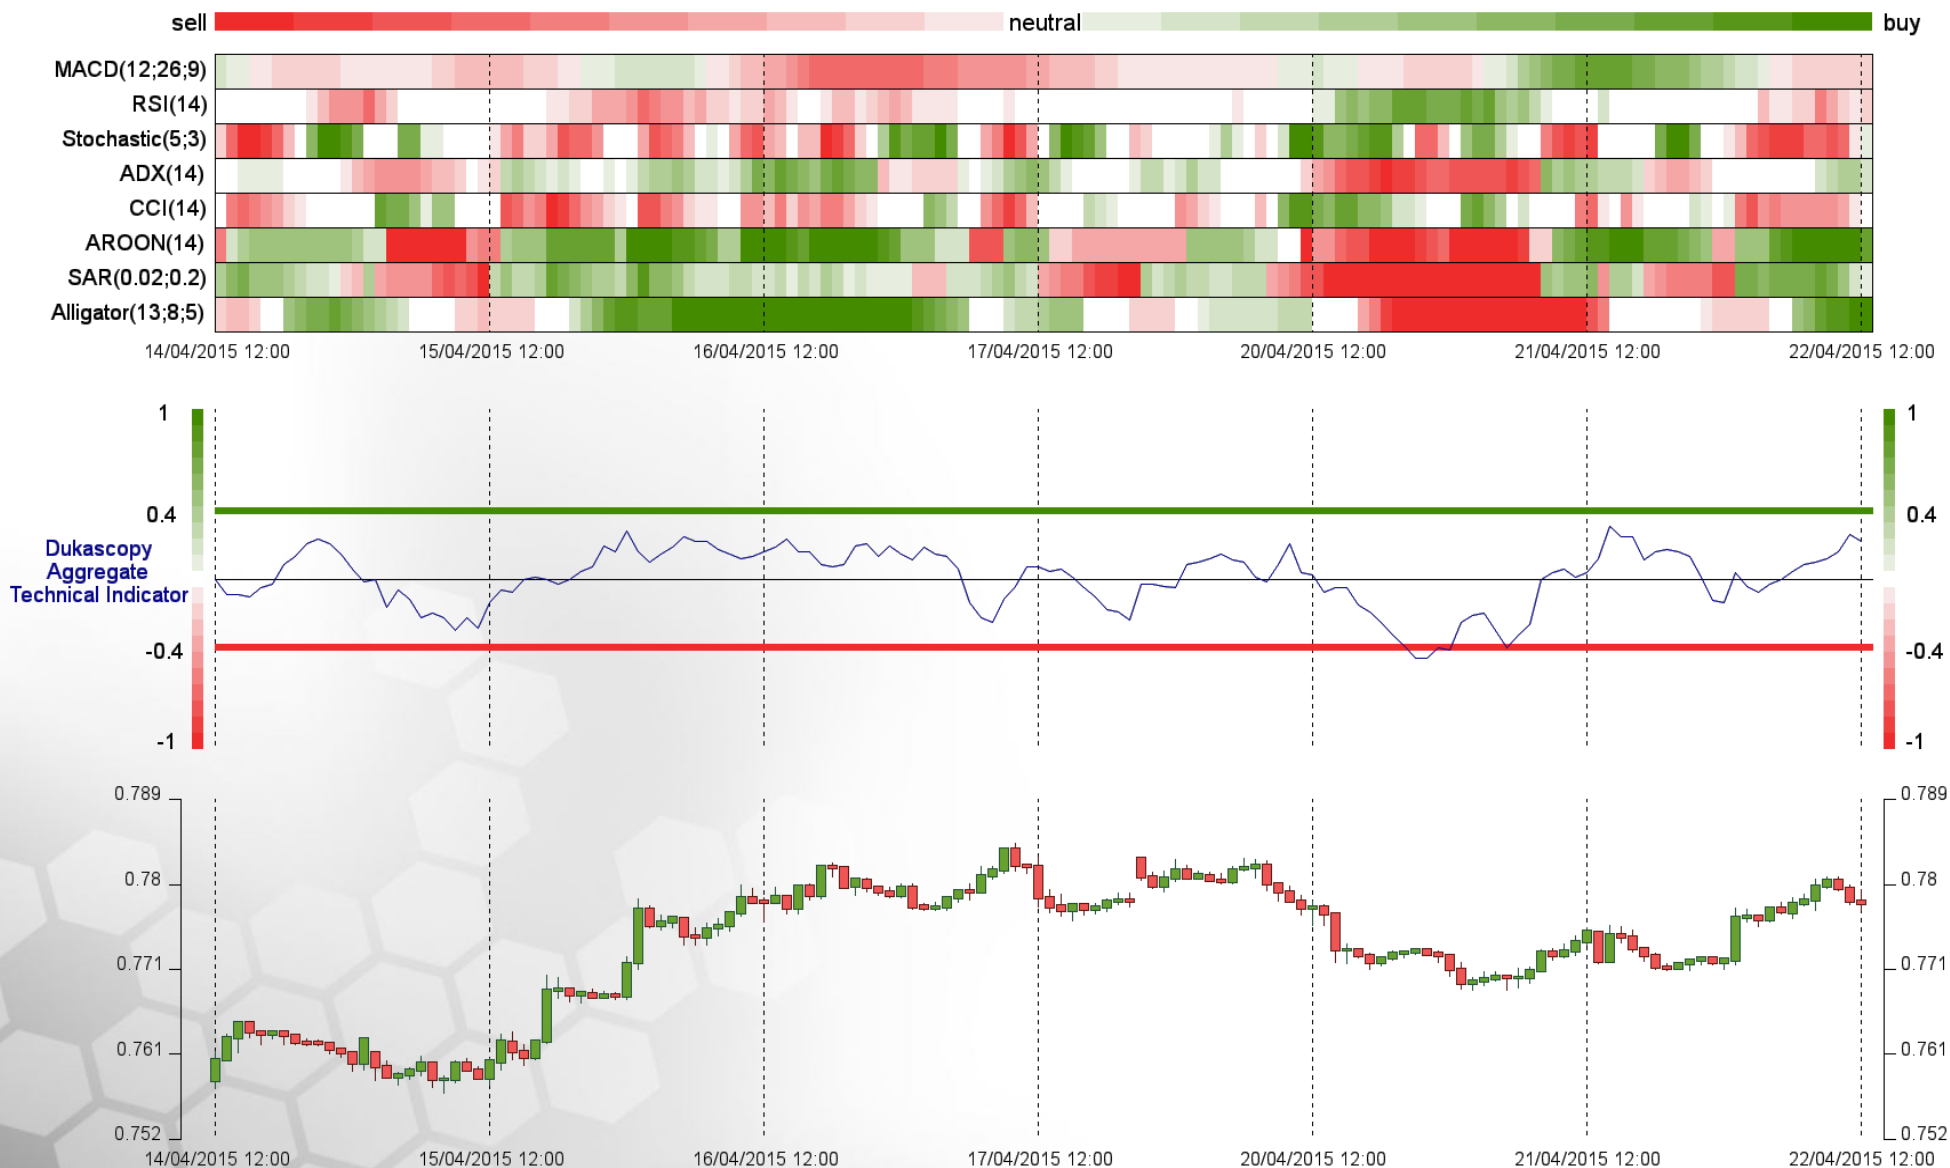 sell neutral buy
MACD(12;26;9)
RSI(14)
Stochastic(5;3)
ADX(14)
CCI(14)
AROON(14)
SAR(0.02;0.2)
Alligator(13;8;5)
14/04/2015 12:00 15/04/2015 12:00 16/04/2015 12:00 17/04/2015 12:00 20/04/2015 12:00 21/04/2015 12:00 22/04/2015 12:00
1 1
0.4 0.4
Dukascopy
Aggregate
Technical Indicator
-0.4 -0.4
-1 -1
0.789 0.789
0.78 0.78
0.771 0.771
0.761 0.761
0.752 0.752
14/04/2015 12:00 15/04/2015 12:00 16/04/2015 12:00 17/04/2015 12:00 20/04/2015 12:00 21/04/2015 12:00 22/04/2015 12:00